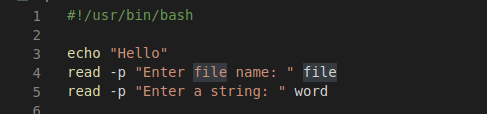 1 #!/usr/bin/bash
2
3 echo "Hello"
4 read -p "Enter file name: " file
5 read -p "Enter a string: " word
6